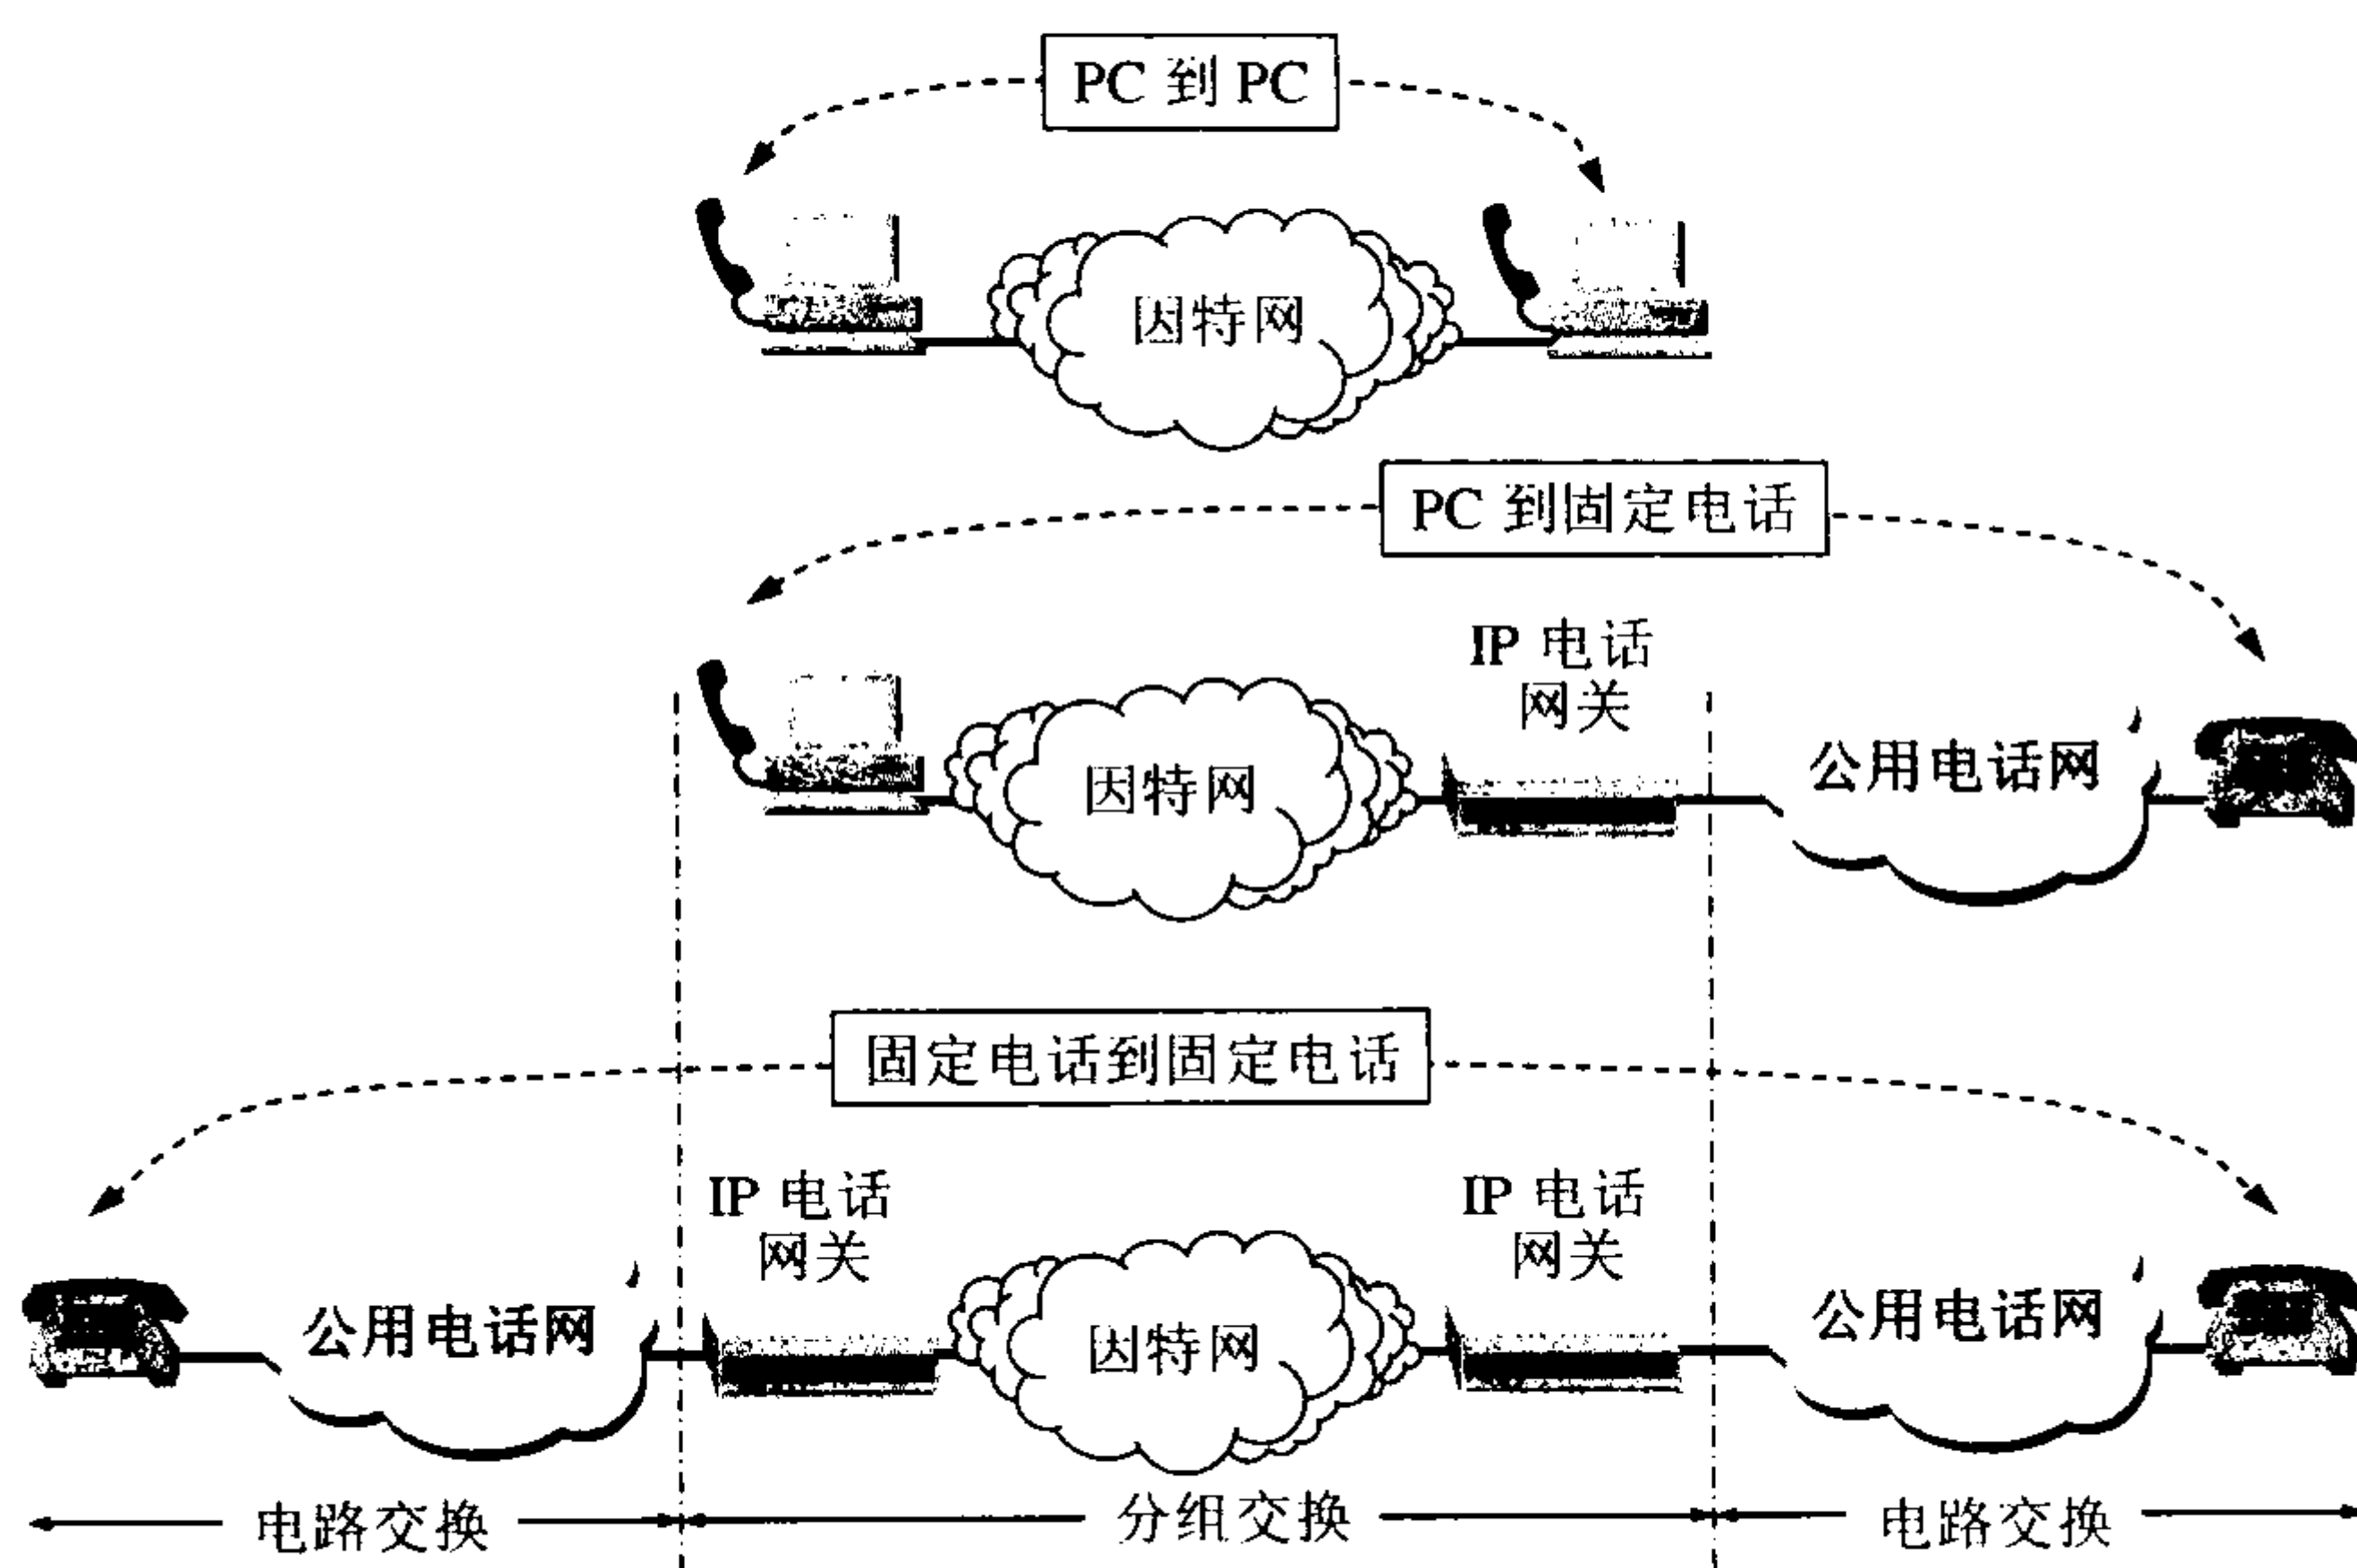 PC 到 PC
因特网
PC 到固定电话
IP 电话
网关
因特网
公用电话网
固定电话到固定电话
IP 电话
网关
IP 电话
网关
公用电话网
因特网
公用电话网
电路交换
分组交换
电路交换